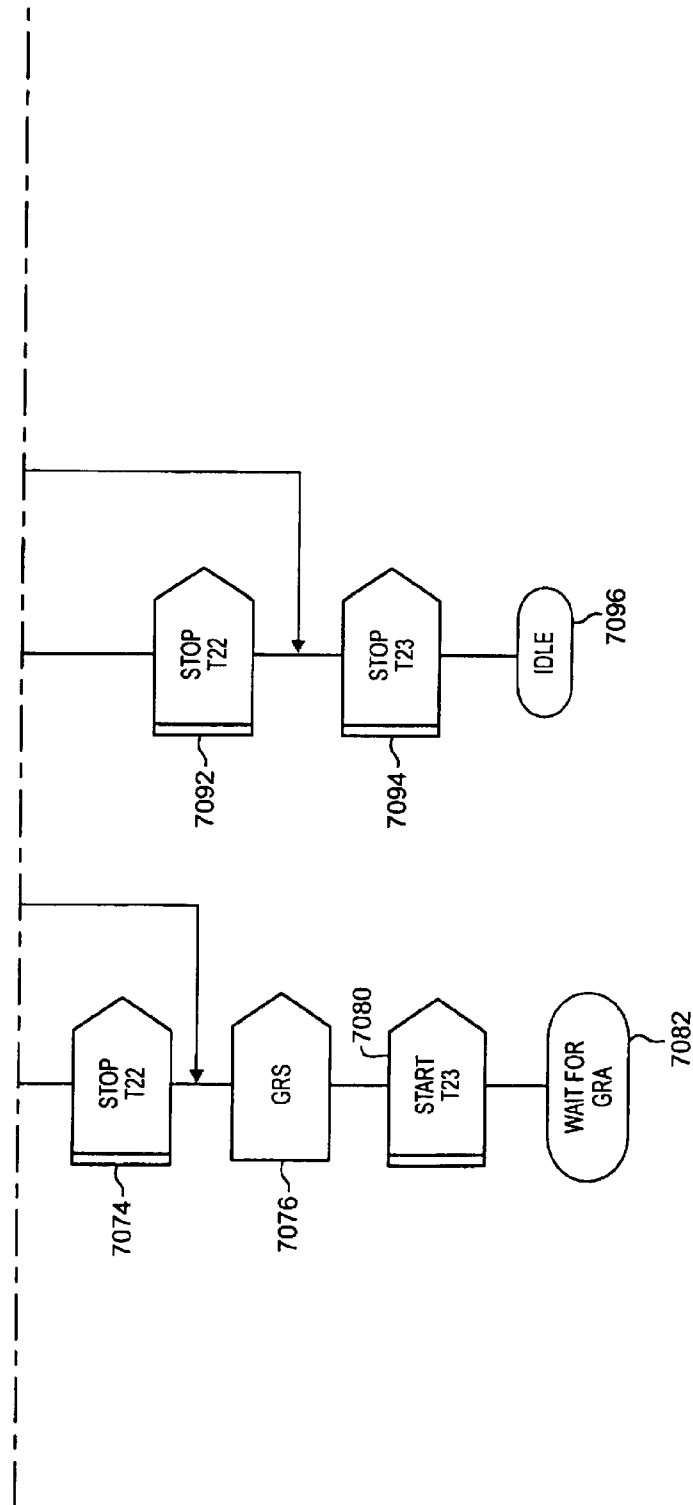 STOP
T22
7074
GRS
7076
START
T23
7080
WAIT FOR
GRA
7082
STOP
T22
7092
STOP
T23
7094
IDLE
7096